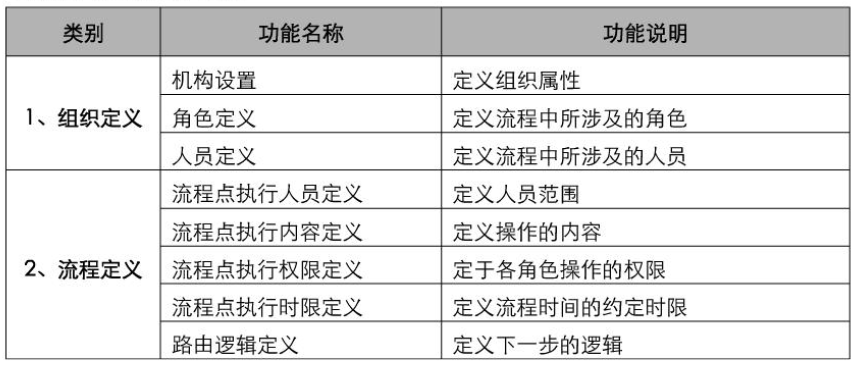 类别 功能名称 功能说明
机构设置 定义组织属性
1、组织定义 角色定义 定义流程中所涉及的角色
人员定义 定义流程中所涉及的人员
流程点执行人员定义 定义人员范围
流程点执行内容定义 定义操作的内容
2、流程定义 流程点执行权限定义 定于各角色操作的权限
流程点执行时限定义 定义流程时间的约定时限
路由逻辑定义 定义下一步的逻辑